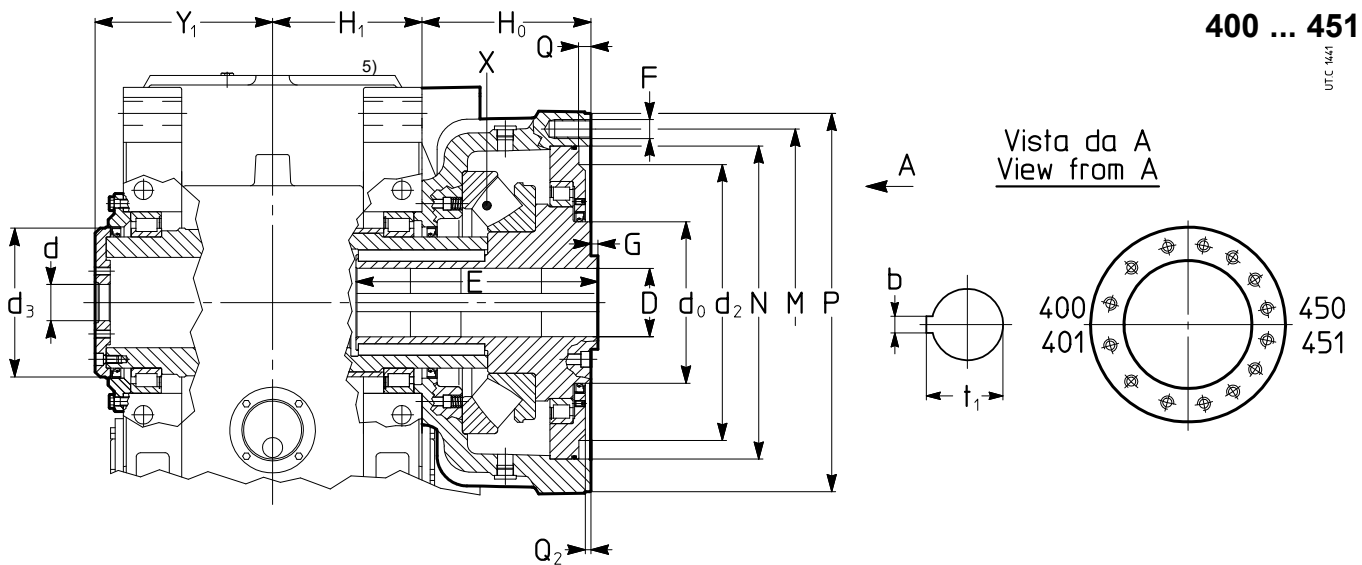 400 ... 451
UT.C 1441
Y₁
H₁
H₀
Q
5)
X
F
Vista da A
View from A
A
d
d₃
E
G
D
d₀
d₂
N
M
P
b
t₁
400
401
450
451
Q₂